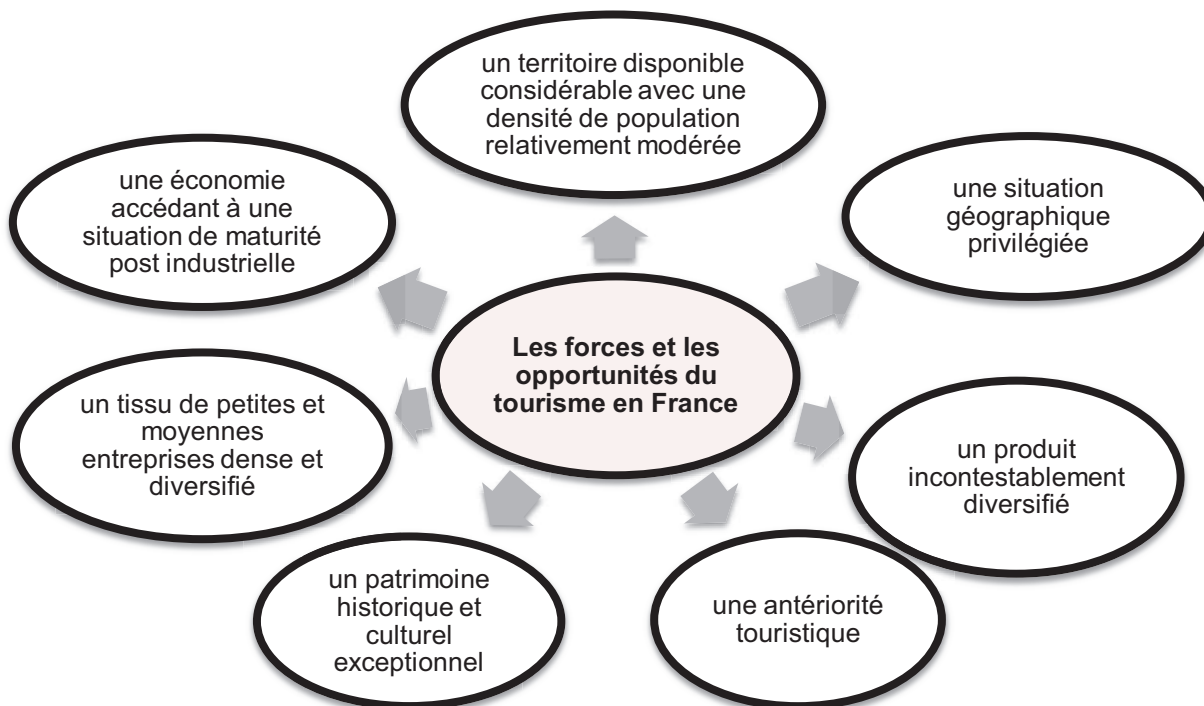 un territoire disponible
considérable avec une
densité de population
relativement modérée
une économie
accédant à une
situation de maturité
post industrielle
une situation
géographique
privilégiée
Les forces et les
opportunités du
tourisme en France
un tissu de petites et
moyennes
entreprises dense et
diversifié
un produit
incontestablement
diversifié
un patrimoine
historique et
culturel
exceptionnel
une antériorité
touristique